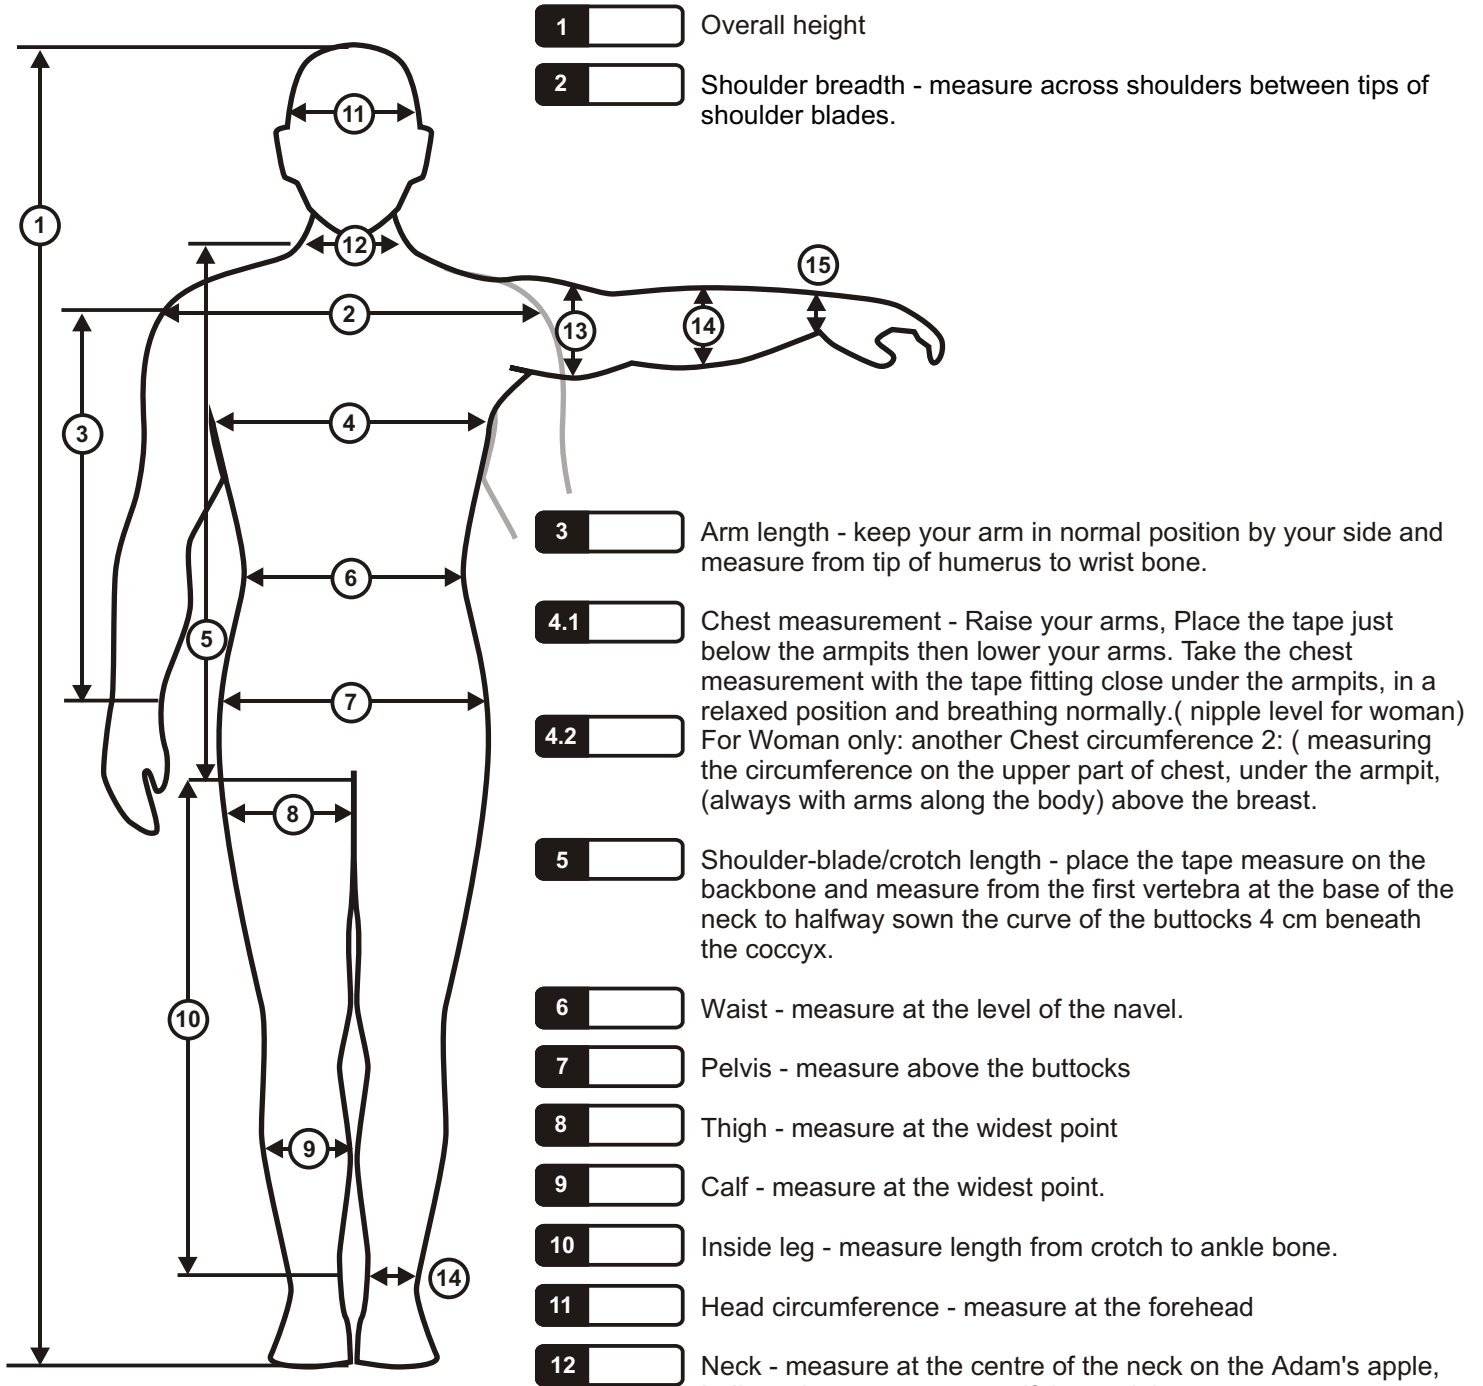 1 Overall height
2 Shoulder breadth - measure across shoulders between tips of
shoulder blades.
11
1
12
15
2
13
14
4
3
6
5
7
8
10
9
14
3 Arm length - keep your arm in normal position by your side and
measure from tip of humerus to wrist bone.
4.1 Chest measurement - Raise your arms, Place the tape just
below the armpits then lower your arms. Take the chest
measurement with the tape fitting close under the armpits, in a
relaxed position and breathing normally.( nipple level for woman)
4.2 For Woman only: another Chest circumference 2: ( measuring
the circumference on the upper part of chest, under the armpit,
(always with arms along the body) above the breast.
5 Shoulder-blade/crotch length - place the tape measure on the
backbone and measure from the first vertebra at the base of the
neck to halfway sown the curve of the buttocks 4 cm beneath
the coccyx.
6 Waist - measure at the level of the navel.
7 Pelvis - measure above the buttocks
8 Thigh - measure at the widest point
9 Calf - measure at the widest point.
10 Inside leg - measure length from crotch to ankle bone.
11 Head circumference - measure at the forehead
12 Neck - measure at the centre of the neck on the Adam's apple,